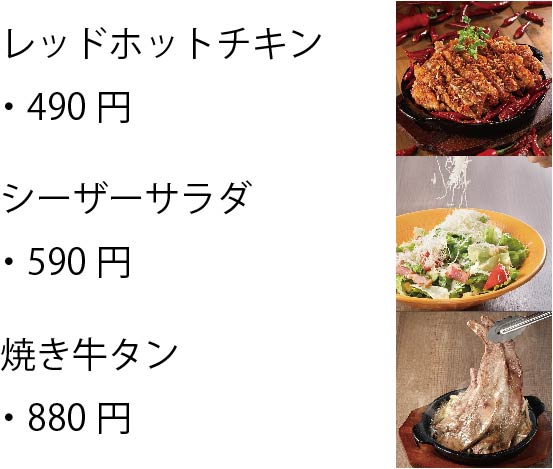 レッドホットチキン
・490 円
シーザーサラダ
・590 円
焼き牛タン
・880 円